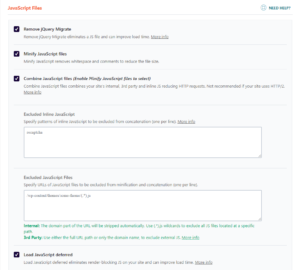 JavaScript Files
NEED HELP?
Remove jQuery Migrate
Remove jQuery Migrate eliminates a JS file and can improve load time. More info
Minify JavaScript files
Minify JavaScript removes whitespace and comments to reduce the file size.
Combine JavaScript files (Enable Minify JavaScript files to select)
Combine JavaScript files combines your site's internal, 3rd party and inline JS reducing HTTP requests. Not recommended if your site uses HTTP/2. More info
Excluded Inline JavaScript
Specify patterns of inline JavaScript to be excluded from concatenation (one per line). More info
Excluded JavaScript Files
Specify URLs of JavaScript files to be excluded from minification and concatenation (one per line).
Internal: The domain part of the URL will be stripped automatically. Use (.*).js wildcards to exclude all JS files located at a specific path.
3rd Party: Use either the full URL path or only the domain name, to exclude external JS. More info
Load JavaScript deferred
Load JavaScript deferred eliminates render-blocking JS on your site and can improve load time. More info